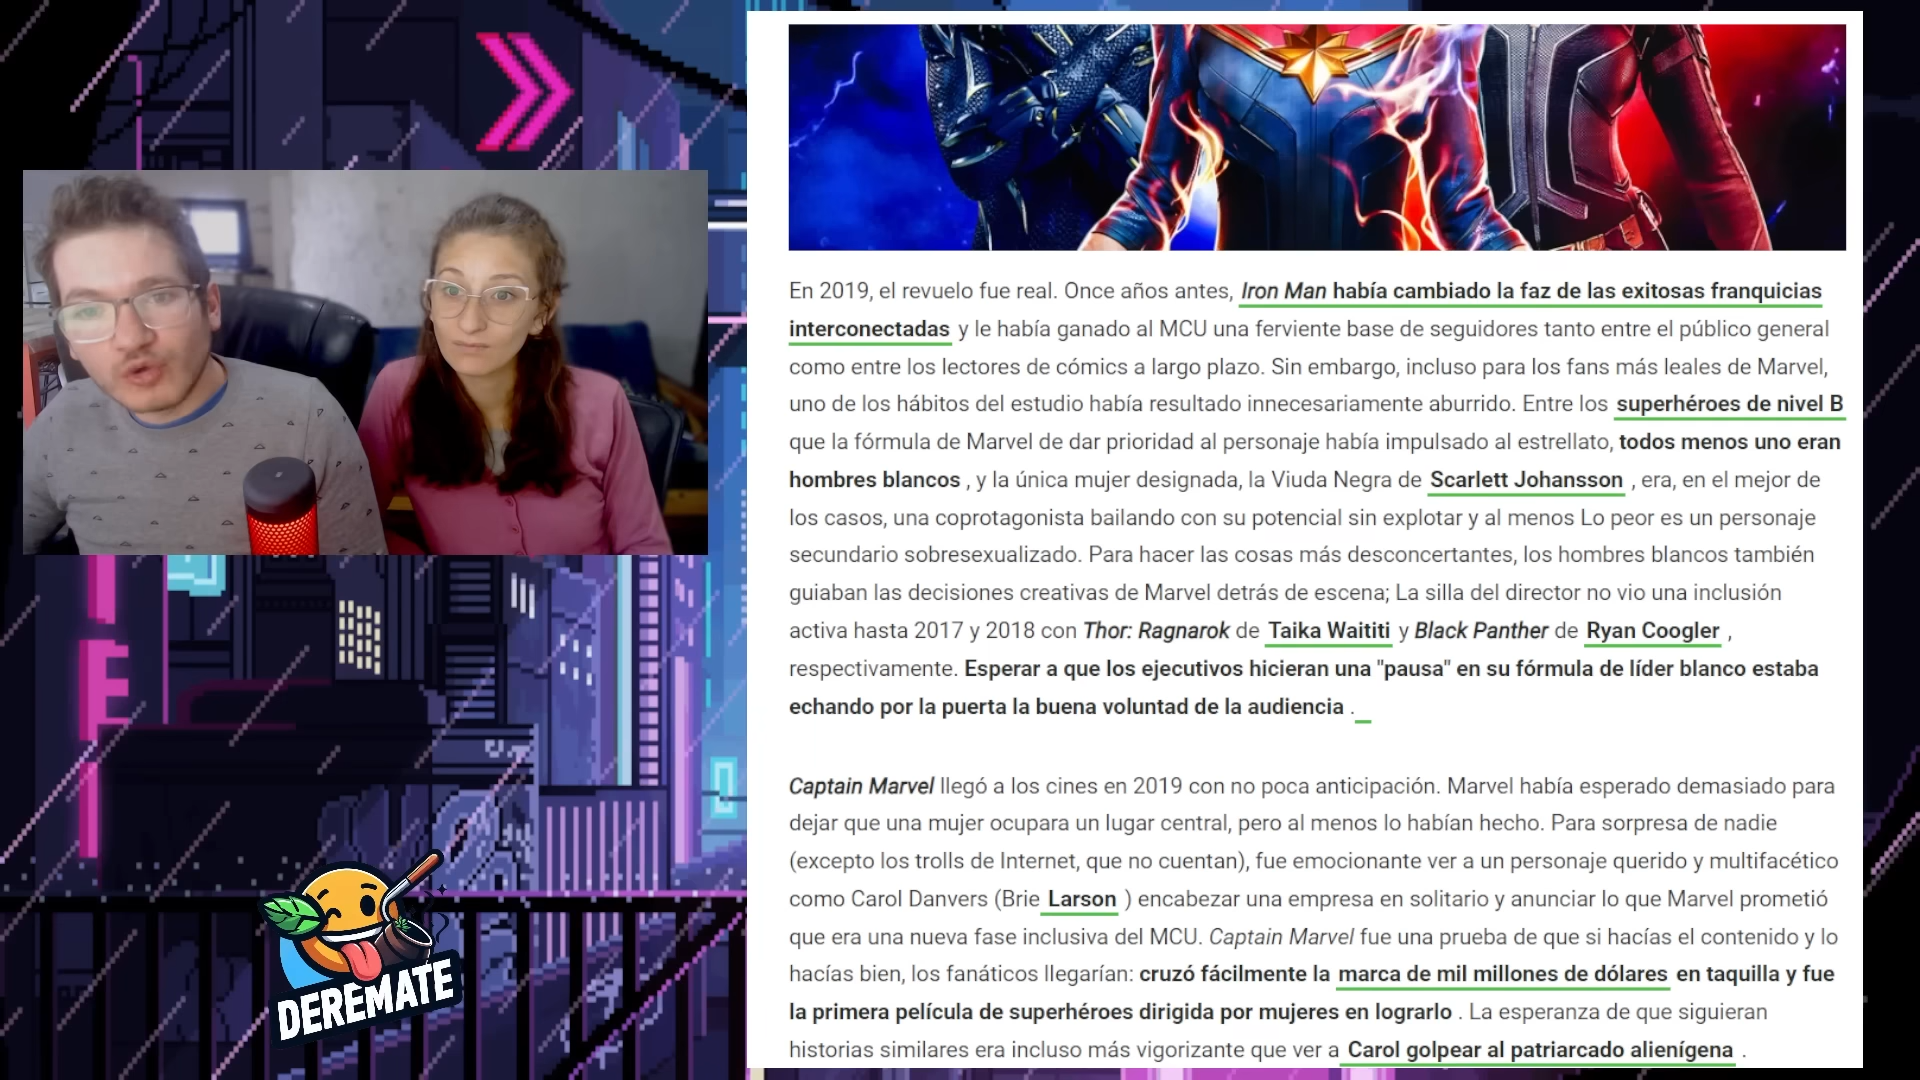 En 2019, el revuelo fue real. Once años antes, Iron Man había cambiado la faz de las exitosas franquicias
interconectadas y le había ganado al MCU una ferviente base de seguidores tanto entre el público general
como entre los lectores de cómics a largo plazo. Sin embargo, incluso para los fans más leales de Marvel,
uno de los hábitos del estudio había resultado innecesariamente aburrido. Entre los superhéroes de nivel B
que la fórmula de Marvel de dar prioridad al personaje había impulsado al estrellato, todos menos uno eran
hombres blancos , y la única mujer designada, la Viuda Negra de Scarlett Johansson , era, en el mejor de
los casos, una coprotagonista bailando con su potencial sin explotar y al menos Lo peor es un personaje
secundario sobresexualizado. Para hacer las cosas más desconcertantes, los hombres blancos también
guiaban las decisiones creativas de Marvel detrás de escena; La silla del director no vio una inclusión
activa hasta 2017 y 2018 con Thor: Ragnarok de Taika Waititi y Black Panther de Ryan Coogler ,
respectivamente. Esperar a que los ejecutivos hicieran una "pausa" en su fórmula de líder blanco estaba
echando por la puerta la buena voluntad de la audiencia .
Captain Marvel llegó a los cines en 2019 con no poca anticipación. Marvel había esperado demasiado para
dejar que una mujer ocupara un lugar central, pero al menos lo habían hecho. Para sorpresa de nadie
(excepto los trolls de Internet, que no cuentan), fue emocionante ver a un personaje querido y multifacético
como Carol Danvers (Brie Larson ) encabezar una empresa en solitario y anunciar lo que Marvel prometió
que era una nueva fase inclusiva del MCU. Captain Marvel fue una prueba de que si hacías el contenido y lo
hacías bien, los fanáticos llegarían: cruzó fácilmente la marca de mil millones de dólares en taquilla y fue
la primera película de superhéroes dirigida por mujeres en lograrlo . La esperanza de que siguieran
historias similares era incluso más vigorizante que ver a Carol golpear al patriarcado alienígena .
DEREMATE